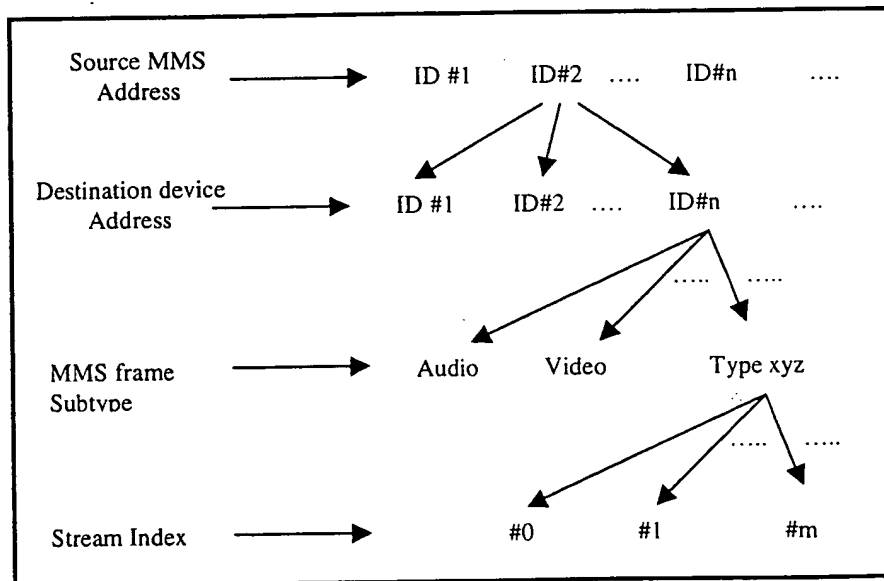 Source MMS
Address
ID #1 ID#2 .... ID#n ....
Destination device
Address
ID #1 ID#2 .... ID#n ....
..... .....
MMS frame
Subtype
Audio Video Type xyz
..... .....
Stream Index
#0 #1 #m